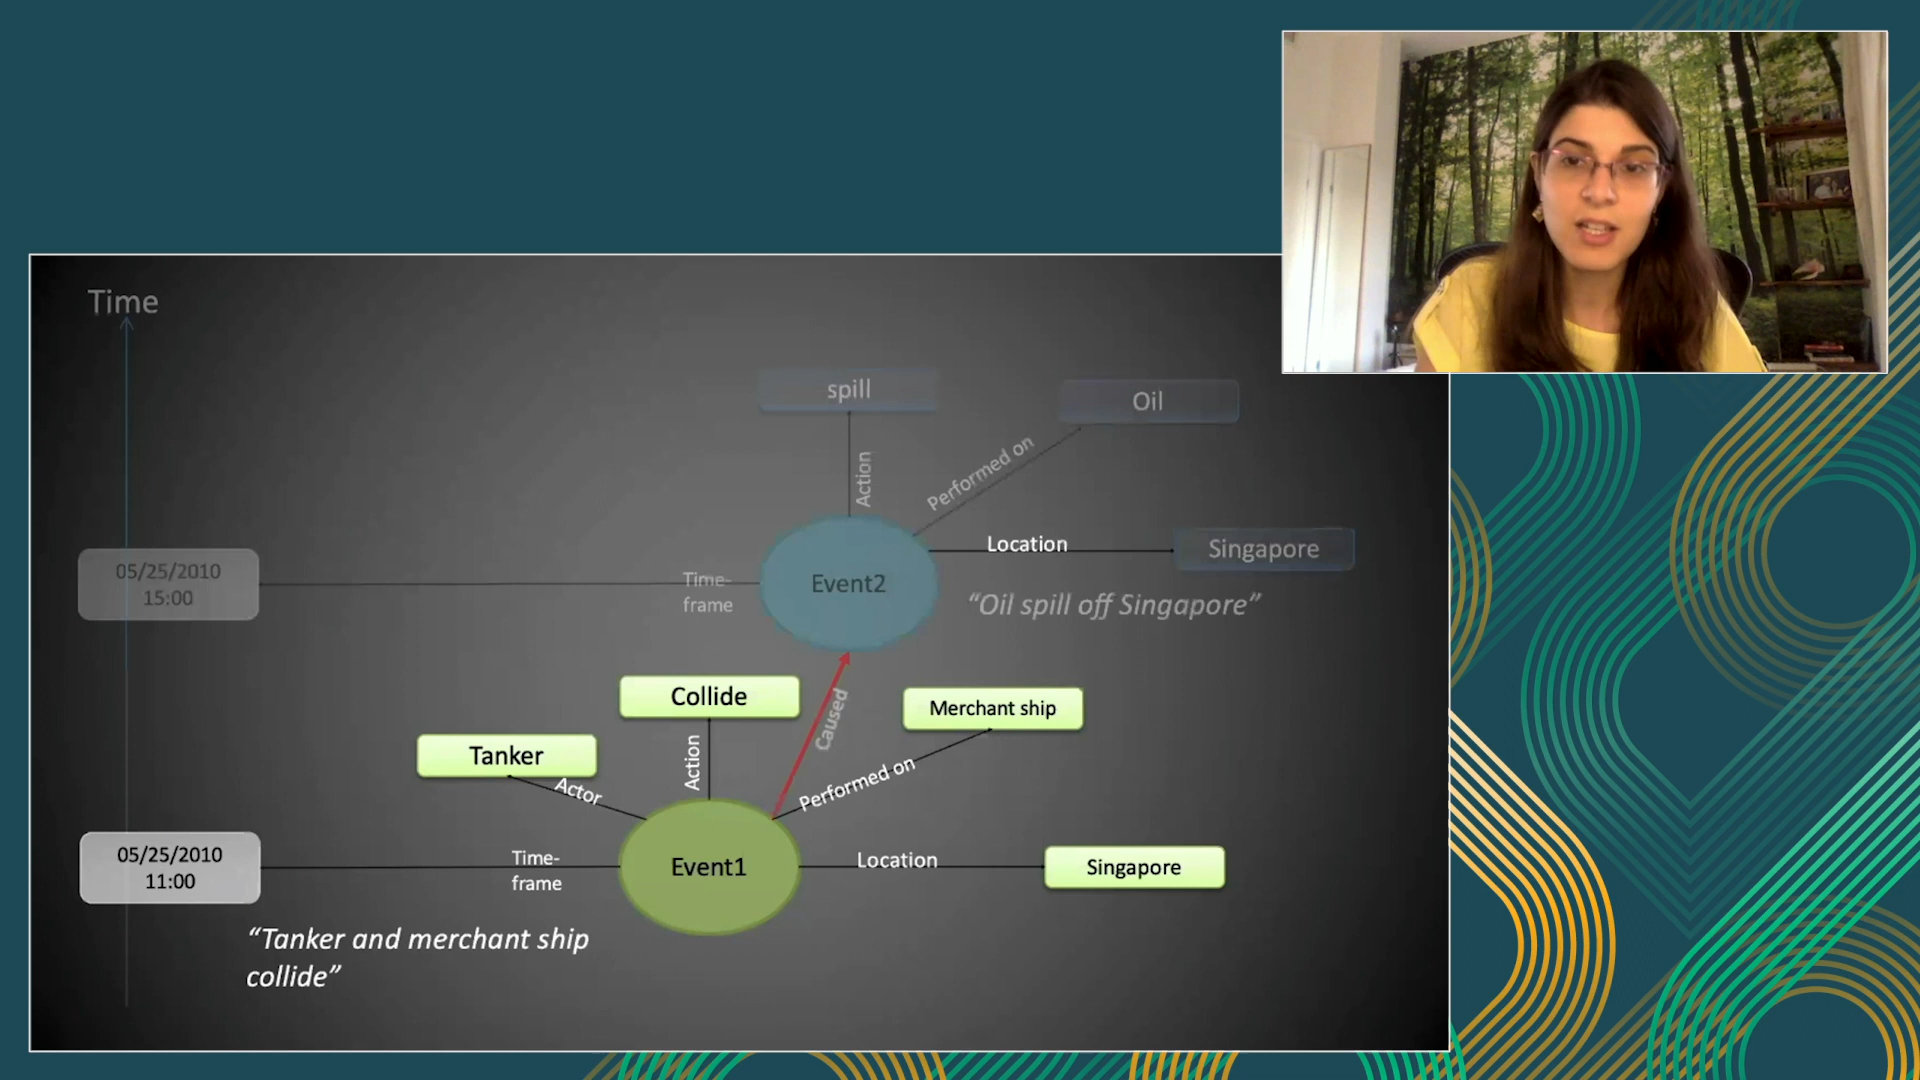 Time
spill
Oil
Action
Performed on
Location
Singapore
05/25/2010
15:00
Time-
frame
Event2
“Oil spill off Singapore”
Collide
Caused
Merchant ship
Tanker
Actor
Action
Performed on
05/25/2010
11:00
Time-
frame
Event1
Location
Singapore
“Tanker and merchant ship
collide”